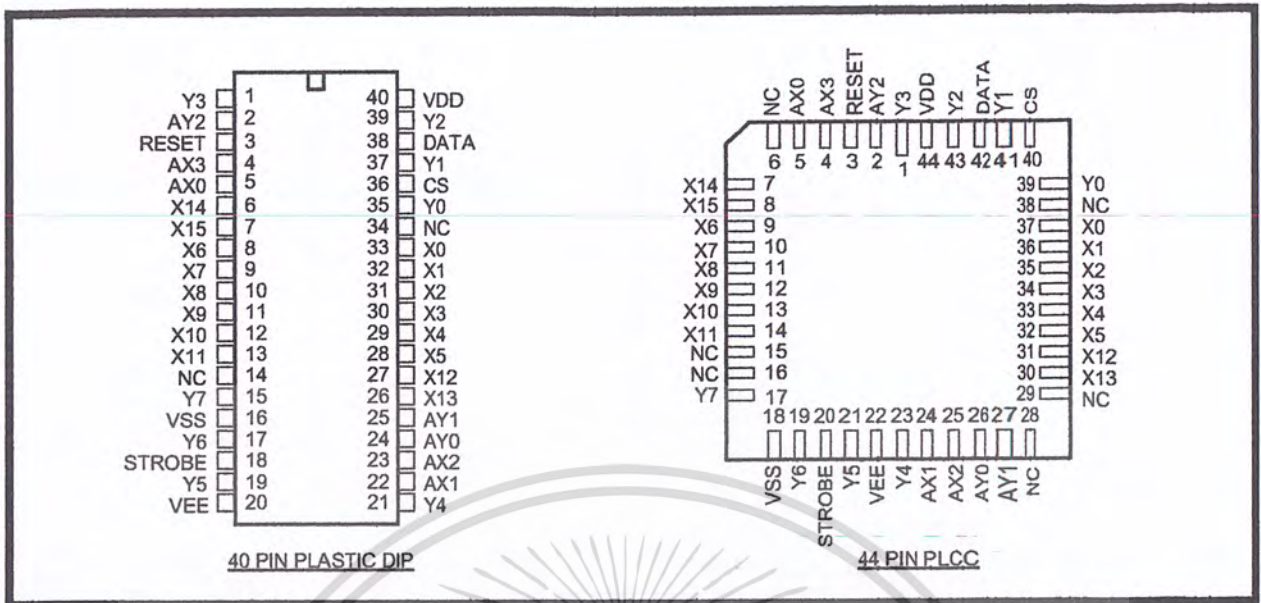 Y3 1 40 VDD
AY2 2 39 Y2
RESET 3 38 DATA
AX3 4 37 Y1
AX0 5 36 CS
X14 6 35 Y0
X15 7 34 NC
X6 8 33 X0
X7 9 32 X1
X8 10 31 X2
X9 11 30 X3
X10 12 29 X4
X11 13 28 X5
NC 14 27 X12
Y7 15 26 X13
VSS 16 25 AY1
Y6 17 24 AY0
STROBE 18 23 AX2
Y5 19 22 AX1
VEE 20 21 Y4
40 PIN PLASTIC DIP
NC AX0 AX3 RESET AY2 Y3 VDD Y2 DATA Y1 CS
6 5 4 3 2 1 44 43 42 41 40
X14 7 39 Y0
X15 8 38 NC
X6 9 37 X0
X7 10 36 X1
X8 11 35 X2
X9 12 34 X3
X10 13 33 X4
X11 14 32 X5
NC 15 31 X12
NC 16 30 X13
Y7 17 29 NC
18 19 20 21 22 23 24 25 26 27 28
VSS Y6 STROBE Y5 VEE Y4 AX1 AX2 AY0 AY1 NC
44 PIN PLCC